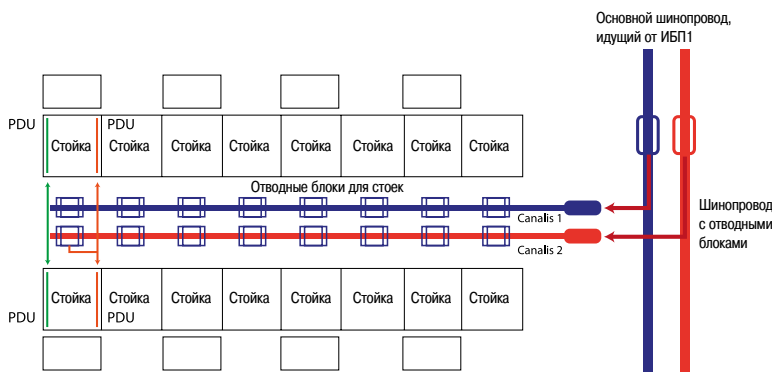 Основной шинопровод,
идущий от ИБП1
PDU
PDU
Стойка Стойка Стойка Стойка Стойка Стойка Стойка Стойка
Отводные блоки для стоек
Canalis 1
Шинопровод
с отводными
блоками
Canalis 2
Стойка Стойка Стойка Стойка Стойка Стойка Стойка Стойка
PDU
PDU